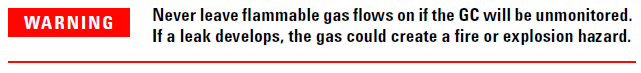 WARNING
Never leave flammable gas flows on if the GC will be unmonitored.
If a leak develops, the gas could create a fire or explosion hazard.